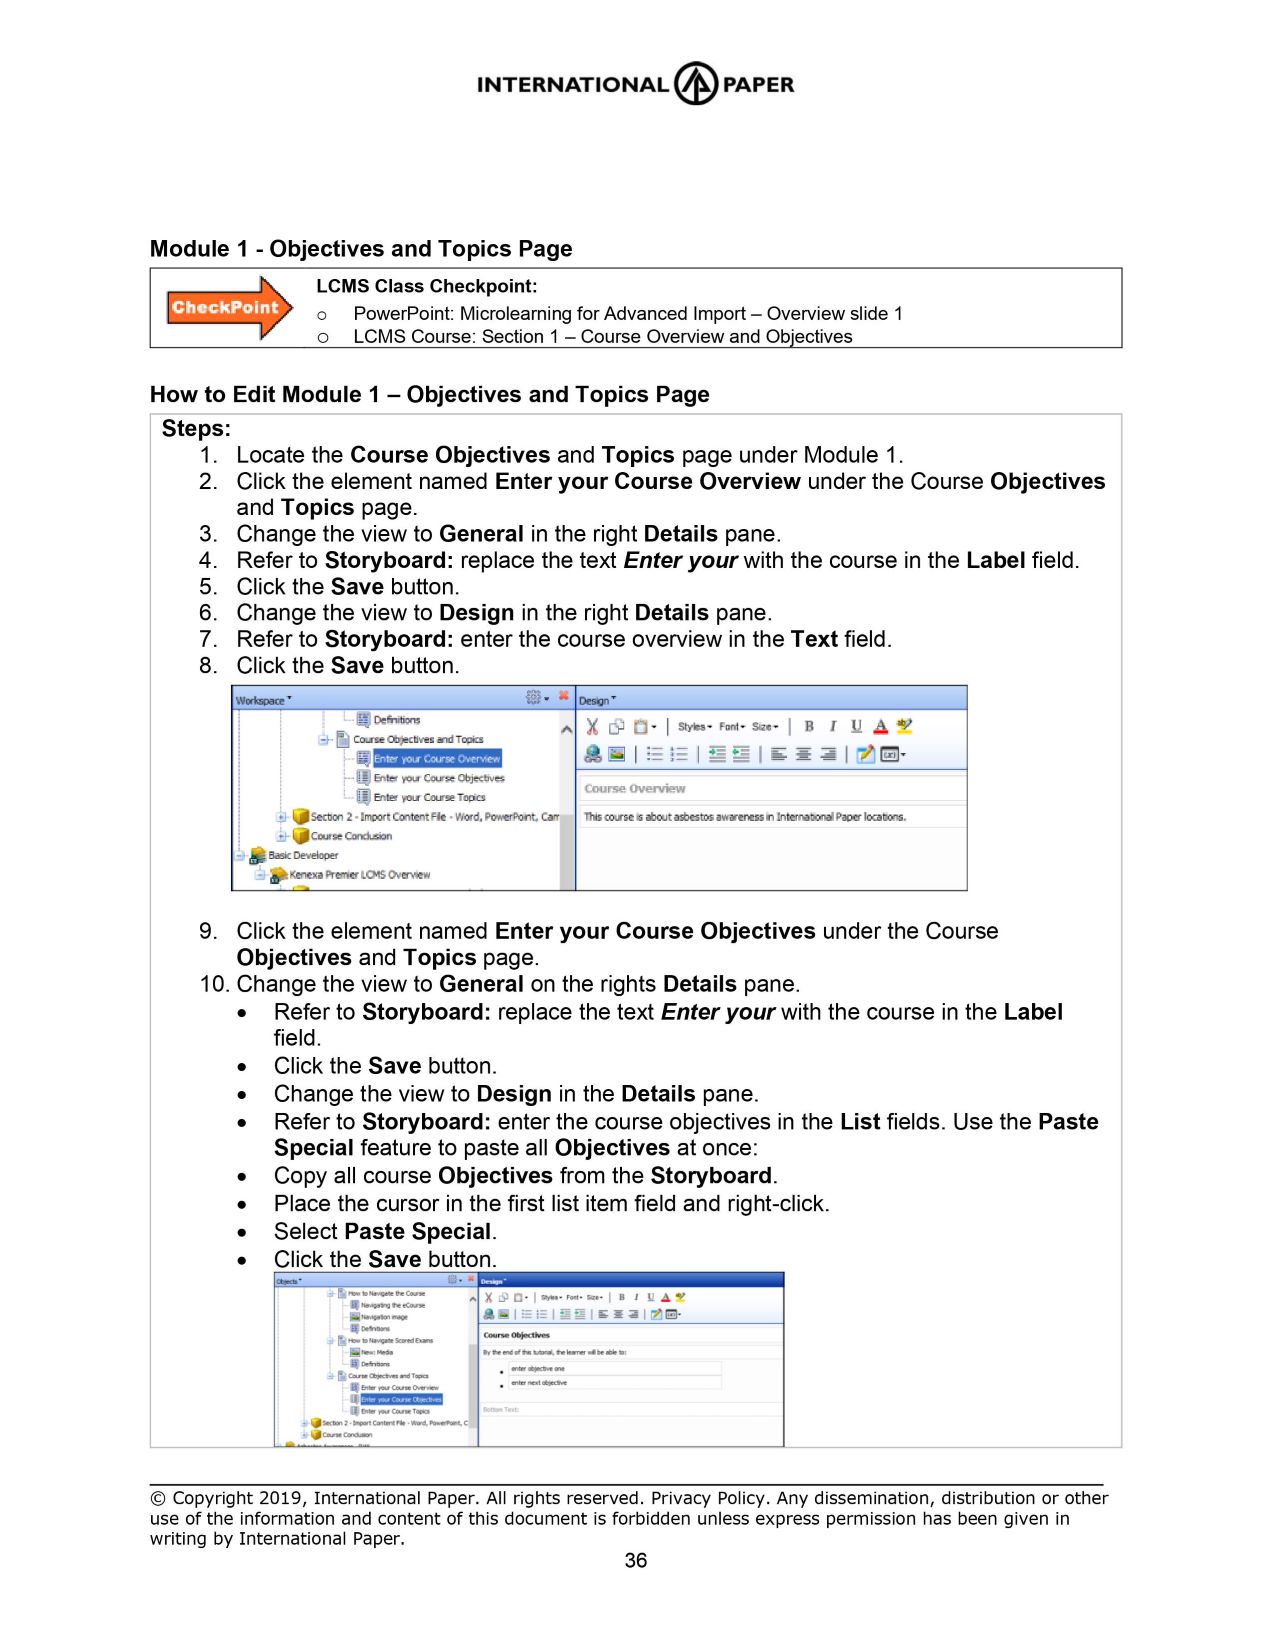 INTERNATIONAL PAPER
Module 1 - Objectives and Topics Page
CheckPoint
LCMS Class Checkpoint:
o PowerPoint: Microlearning for Advanced Import – Overview slide 1
o LCMS Course: Section 1 – Course Overview and Objectives
How to Edit Module 1 – Objectives and Topics Page
Steps:
1. Locate the Course Objectives and Topics page under Module 1.
2. Click the element named Enter your Course Overview under the Course Objectives
and Topics page.
3. Change the view to General in the right Details pane.
4. Refer to Storyboard: replace the text Enter your with the course in the Label field.
5. Click the Save button.
6. Change the view to Design in the right Details pane.
7. Refer to Storyboard: enter the course overview in the Text field.
8. Click the Save button.
Workspace
Definitions
Course Objectives and Topics
Enter your Course Overview
Enter your Course Objectives
Enter your Course Topics
Section 2 - Import Content File - Word, PowerPoint, Cam
Course Conclusion
Basic Developer
Kenexa Premier LCMS Overview
Design
Styles Font Size B I U A
Course Overview
This course is about asbestos awareness in International Paper locations.
9. Click the element named Enter your Course Objectives under the Course
Objectives and Topics page.
10. Change the view to General on the rights Details pane.
• Refer to Storyboard: replace the text Enter your with the course in the Label
field.
• Click the Save button.
• Change the view to Design in the Details pane.
• Refer to Storyboard: enter the course objectives in the List fields. Use the Paste
Special feature to paste all Objectives at once:
• Copy all course Objectives from the Storyboard.
• Place the cursor in the first list item field and right-click.
• Select Paste Special.
• Click the Save button.
Objects
How to Navigate the Course
Navigating the eCourse
Navigation image
Definitions
How to Navigate Scored Exams
New: Media
Definitions
Course Objectives and Topics
Enter your Course Overview
Enter your Course Objectives
Enter your Course Topics
Section 2 - Import Content File - Word, PowerPoint, C
Course Conclusion
Design
Styles Font Size B I U A
Course Objectives
By the end of this tutorial, the learner will be able to:
• enter objective one
• enter next objective
Bottom Text:
© Copyright 2019, International Paper. All rights reserved. Privacy Policy. Any dissemination, distribution or other
use of the information and content of this document is forbidden unless express permission has been given in
writing by International Paper.
36